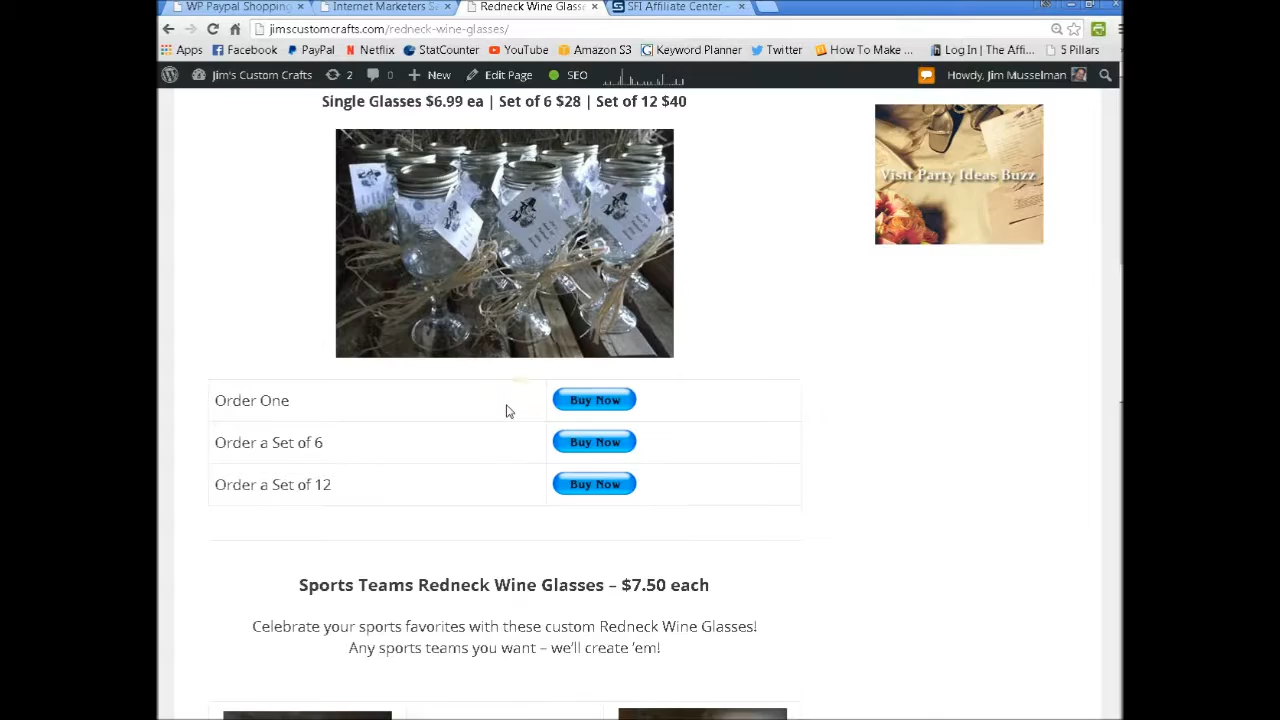 WP Paypal Shopping
Internet Marketers Se
Redneck Wine Glasse
SFI Affiliate Center -
jimscustomcrafts.com/redneck-wine-glasses/
Apps
Facebook
PayPal
Netflix
StatCounter
YouTube
Amazon S3
Keyword Planner
Twitter
How To Make ...
Log In | The Affi...
5 Pillars
Jim's Custom Crafts
2
0
New
Edit Page
SEO
Howdy, Jim Musselman
Single Glasses $6.99 ea | Set of 6 $28 | Set of 12 $40
Visit Party Ideas Buzz
Order One
Buy Now
Order a Set of 6
Buy Now
Order a Set of 12
Buy Now
Sports Teams Redneck Wine Glasses – $7.50 each
Celebrate your sports favorites with these custom Redneck Wine Glasses!
Any sports teams you want – we'll create 'em!